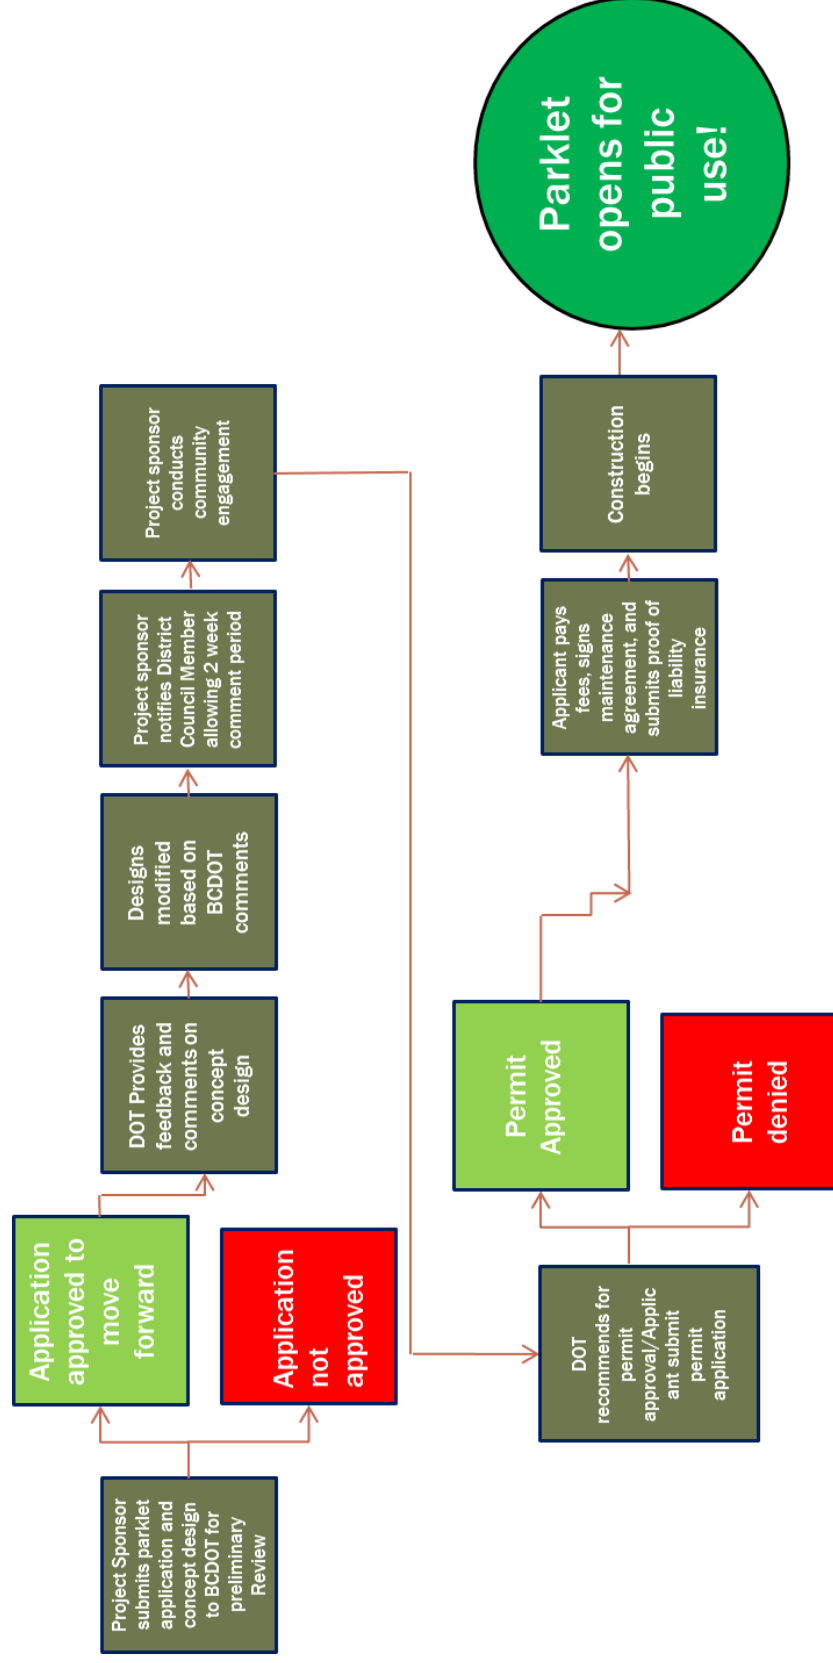 Project Sponsor
submits parklet
application and
concept design
to BCDOT for
preliminary
Review
Application
approved to
move
forward
Application
not
approved
DOT Provides
feedback and
comments on
concept
design
Designs
modified
based on
BCDOT
comments
Project sponsor
notifies District
Council Member
allowing 2 week
comment period
Project sponsor
conducts
community
engagement
DOT
recommends for
permit
approval/Applic
ant submit
permit
application
Permit
Approved
Permit
denied
Applicant pays
fees, signs
maintenance
agreement, and
submits proof of
liability
insurance
Construction
begins
Parklet
opens for
public
use!